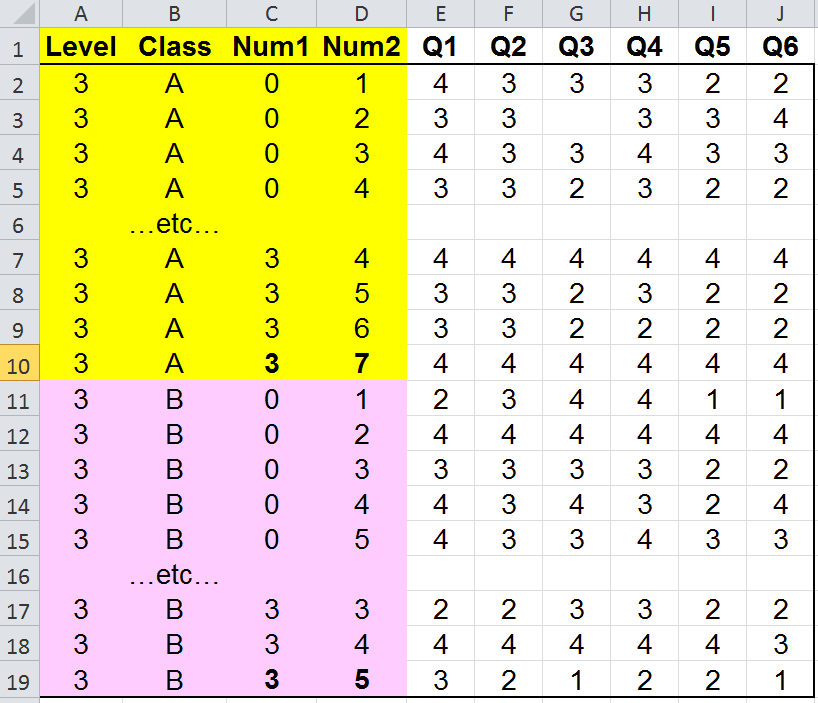 A B C D E F G H I J
1 Level Class Num1 Num2 Q1 Q2 Q3 Q4 Q5 Q6
2 3 A 0 1 4 3 3 3 2 2
3 3 A 0 2 3 3 3 3 4
4 3 A 0 3 4 3 3 4 3 3
5 3 A 0 4 3 3 2 3 2 2
6 ...etc...
7 3 A 3 4 4 4 4 4 4 4
8 3 A 3 5 3 3 2 3 2 2
9 3 A 3 6 3 3 2 2 2 2
10 3 A 3 7 4 4 4 4 4 4
11 3 B 0 1 2 3 4 4 1 1
12 3 B 0 2 4 4 4 4 4 4
13 3 B 0 3 3 3 3 3 2 2
14 3 B 0 4 4 3 4 3 2 4
15 3 B 0 5 4 3 3 4 3 3
16 ...etc...
17 3 B 3 3 2 2 3 3 2 2
18 3 B 3 4 4 4 4 4 4 3
19 3 B 3 5 3 2 1 2 2 1